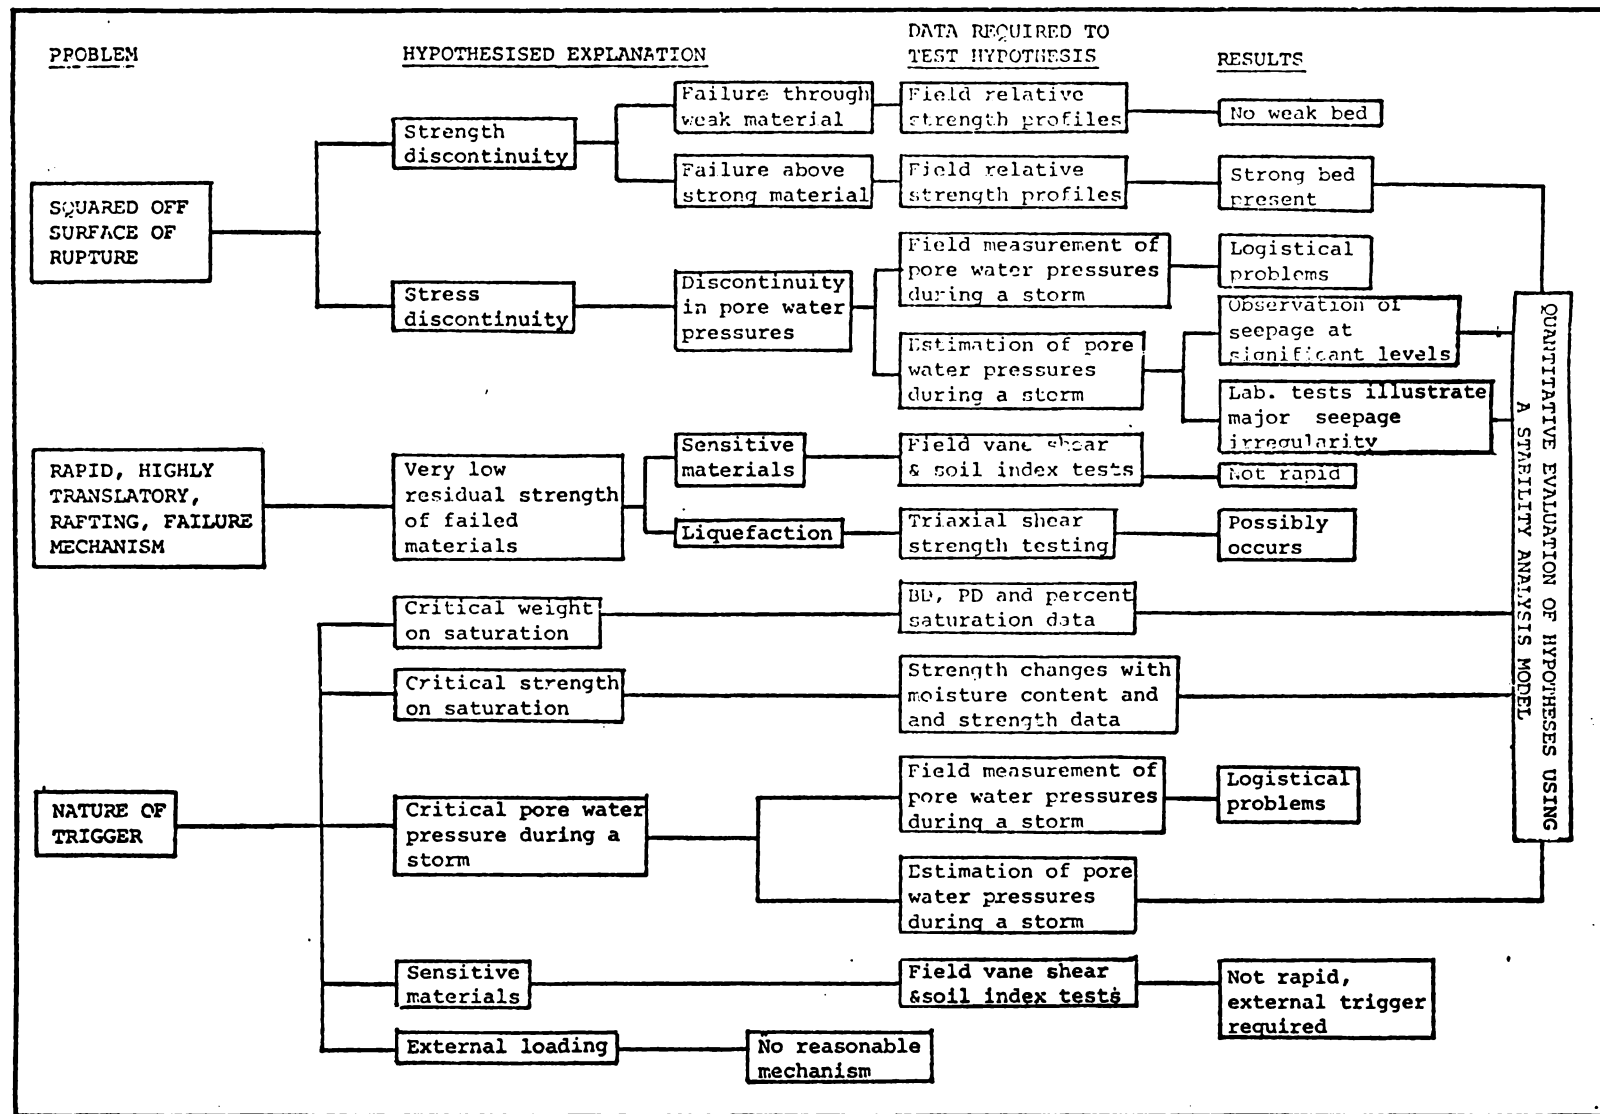 PROBLEM
HYPOTHESISED EXPLANATION
DATA REQUIRED TO
TEST HYPOTHESIS
RESULTS
SQUARED OFF
SURFACE OF
RUPTURE
Strength
discontinuity
Failure through
weak material
Field relative
strength profiles
No weak bed
Failure above
strong material
Field relative
strength profiles
Strong bed
present
Stress
discontinuity
Discontinuity
in pore water
pressures
Field measurement of
pore water pressures
during a storm
Logistical
problems
Estimation of pore
water pressures
during a storm
Observation of
seepage at
significant levels
Lab. tests illustrate
major seepage
irregularity
RAPID, HIGHLY
TRANSLATORY,
RAFTING, FAILURE
MECHANISM
Very low
residual strength
of failed
materials
Sensitive
materials
Field vane shear
& soil index tests
Not rapid
Liquefaction
Triaxial shear
strength testing
Possibly
occurs
NATURE OF
TRIGGER
Critical weight
on saturation
BD, PD and percent
saturation data
Critical strength
on saturation
Strength changes with
moisture content and
and strength data
Critical pore water
pressure during a
storm
Field measurement of
pore water pressures
during a storm
Logistical
problems
Estimation of pore
water pressures
during a storm
Sensitive
materials
Field vane shear
&soil index tests
Not rapid,
external trigger
required
External loading
No reasonable
mechanism
QUANTITATIVE EVALUATION OF HYPOTHESES USING
A STABILITY ANALYSIS MODEL